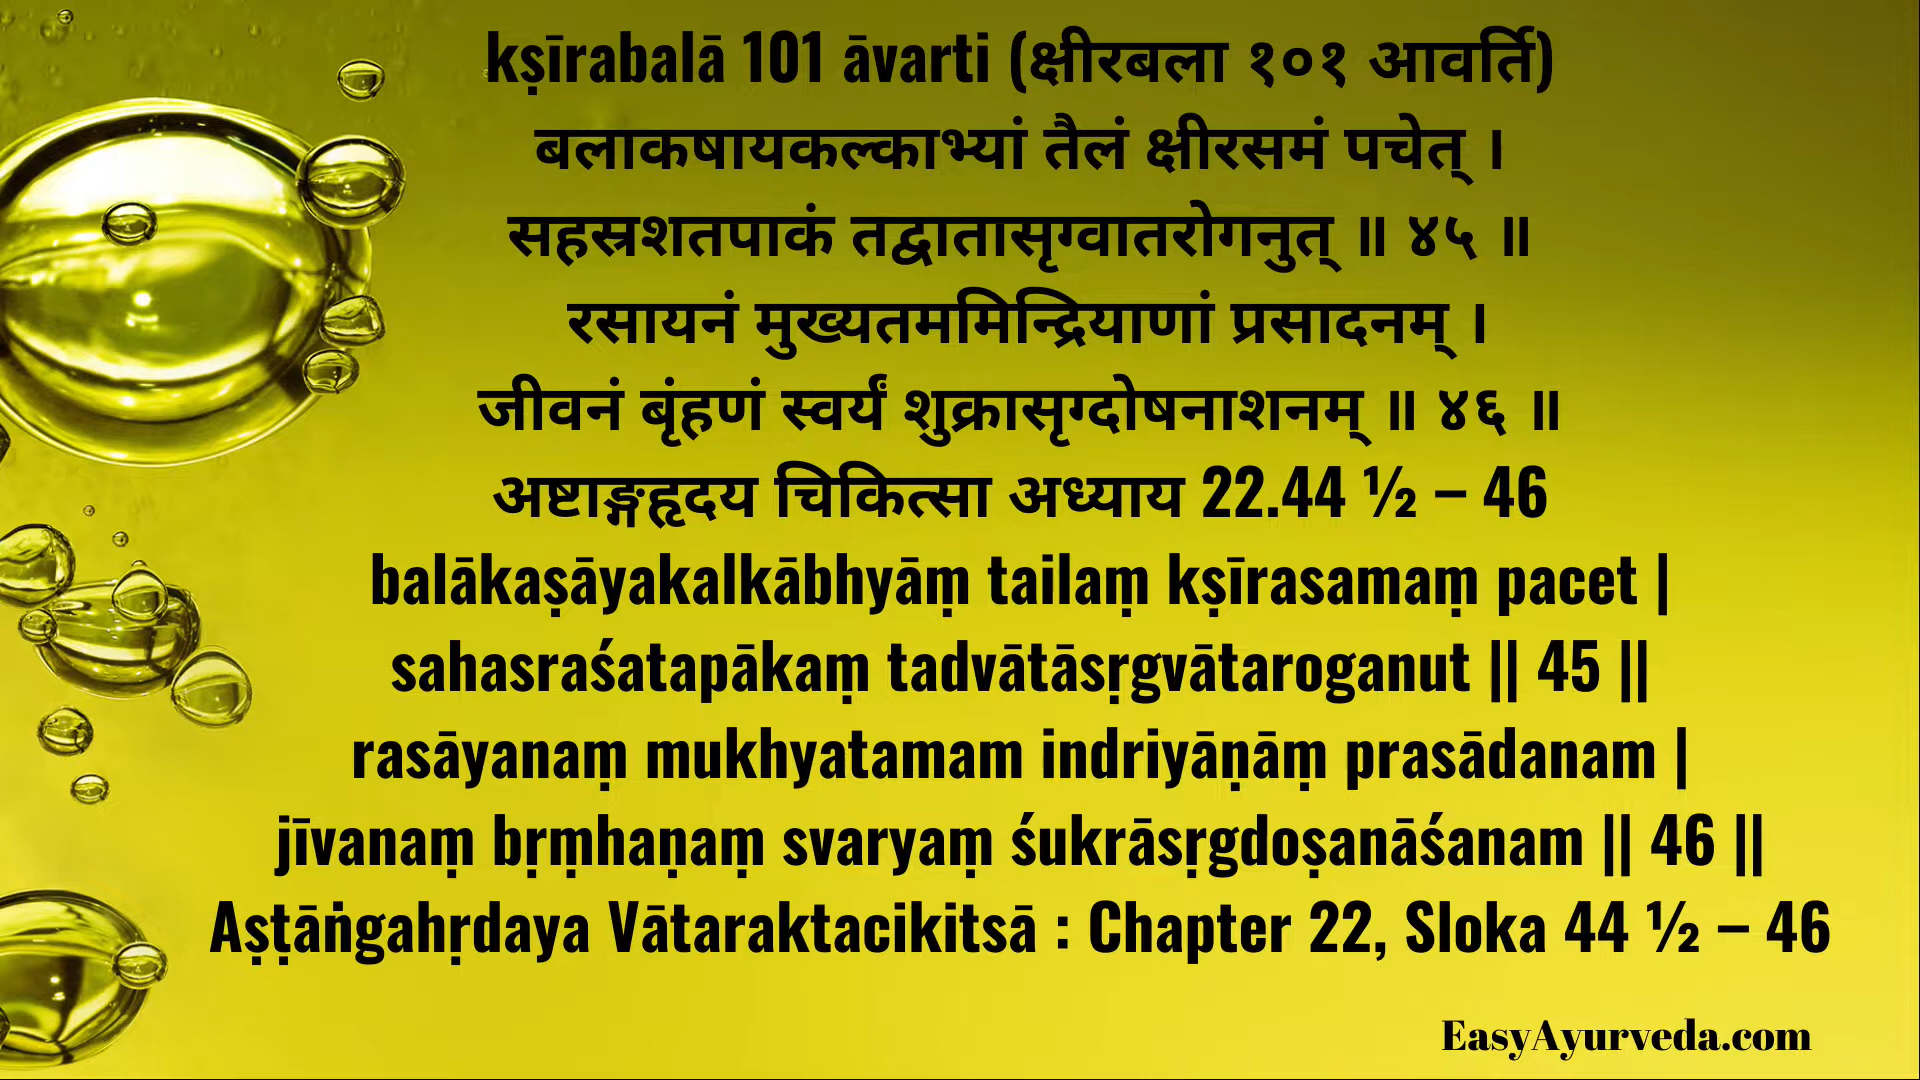 kṣīrabalā 101 āvarti (क्षीरबला १०१ आवर्ति)
बलाकषायकल्काभ्यां तैलं क्षीरसमं पचेत् ।
सहस्रशतपाकं तद्वातासृग्वातरोगनुत् ॥ ४५ ॥
रसायनं मुख्यतममिन्द्रियाणां प्रसादनम् ।
जीवनं बृंहणं स्वर्यं शुक्रासृग्दोषनाशनम् ॥ ४६ ॥
अष्टाङ्गहृदय चिकित्सा अध्याय 22.44 ½ – 46
balākaṣāyakalkābhyāṃ tailaṃ kṣīrasamaṃ pacet |
sahasraśatapākaṃ tadvātāsṛgvātaroganut || 45 ||
rasāyanaṃ mukhyatamam indriyāṇāṃ prasādanam |
jīvanaṃ bṛṃhaṇaṃ svaryaṃ śukrāsṛgdoṣanāśanam || 46 ||
Aṣṭāṅgahṛdaya Vātaraktacikitsā : Chapter 22, Sloka 44 ½ – 46
EasyAyurveda.com